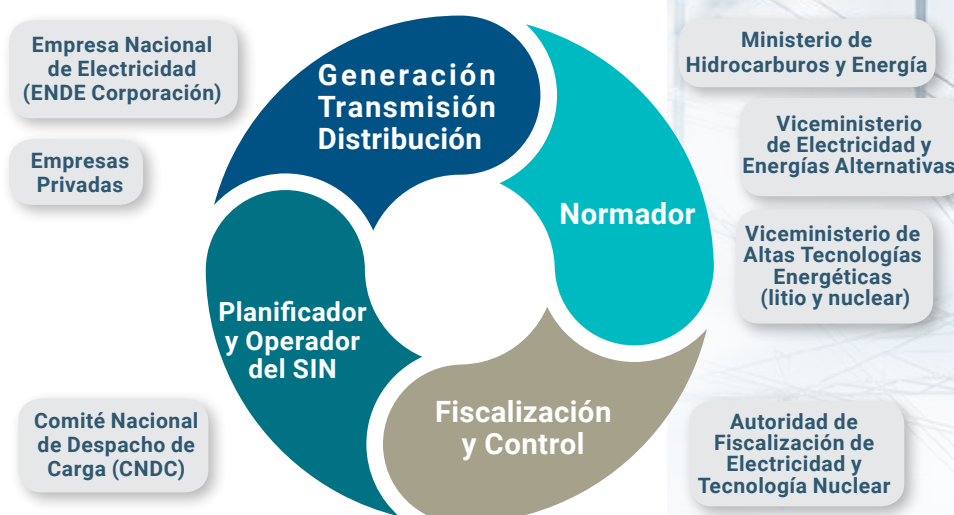 Empresa Nacional
de Electricidad
(ENDE Corporación)
Empresas
Privadas
Generación
Transmisión
Distribución
Normador
Ministerio de
Hidrocarburos y Energía
Viceministerio
de Electricidad y
Energías Alternativas
Viceministerio de
Altas Tecnologías
Energéticas
(litio y nuclear)
Planificador
y Operador
del SIN
Fiscalización
y Control
Comité Nacional
de Despacho de
Carga (CNDC)
Autoridad de
Fiscalización de
Electricidad y
Tecnología Nuclear